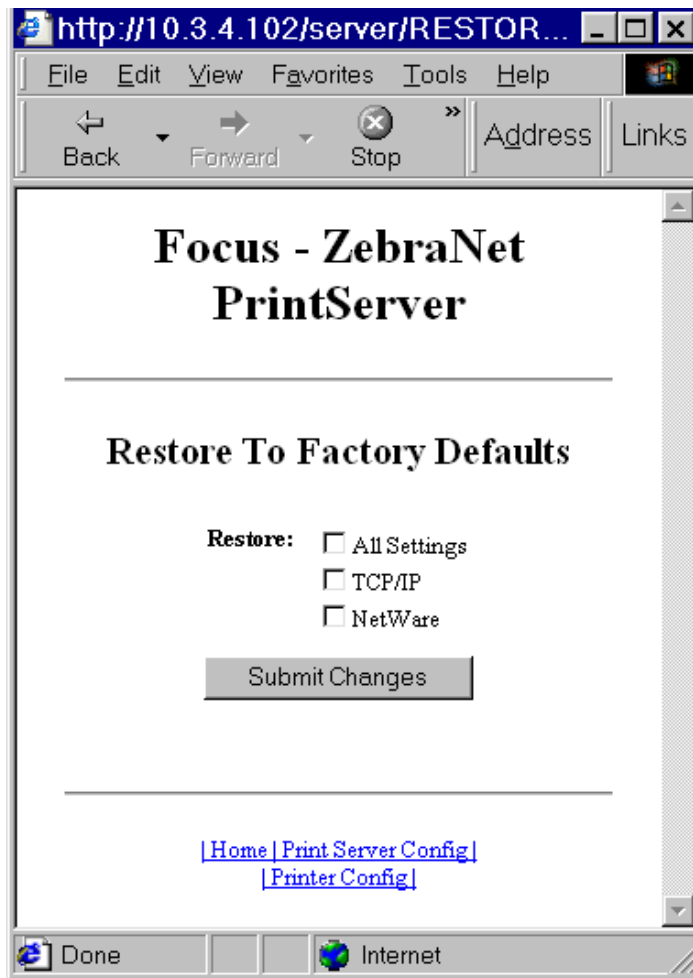 http://10.3.4.102/server/RESTOR...
File Edit View Favorites Tools Help
Back Forward Stop » Address Links
Focus - ZebraNet
PrintServer
Restore To Factory Defaults
Restore: All Settings
TCP/IP
NetWare
Submit Changes
| Home | Print Server Config |
| Printer Config |
Done Internet